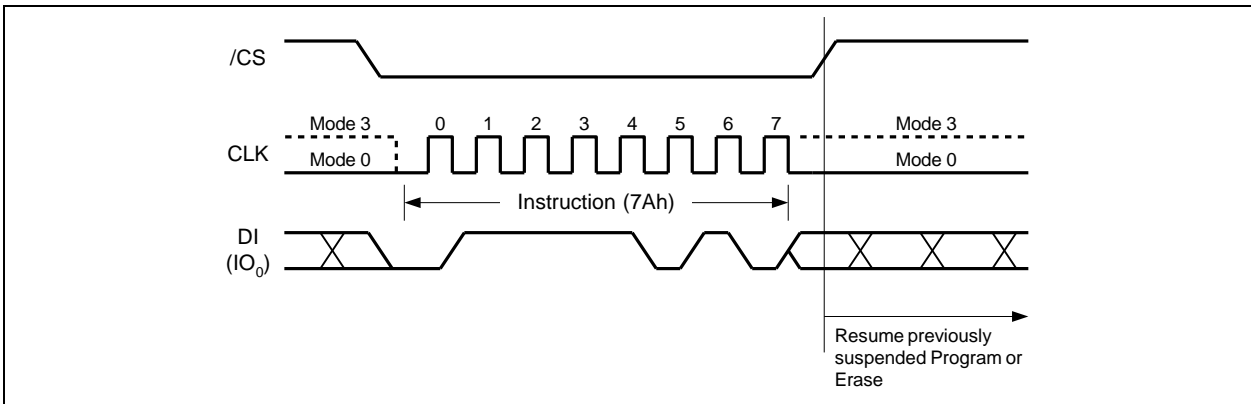 /CS
Mode 3 0 1 2 3 4 5 6 7 Mode 3
CLK
Mode 0 Mode 0
Instruction (7Ah)
DI
(IO0)
Resume previously
suspended Program or
Erase